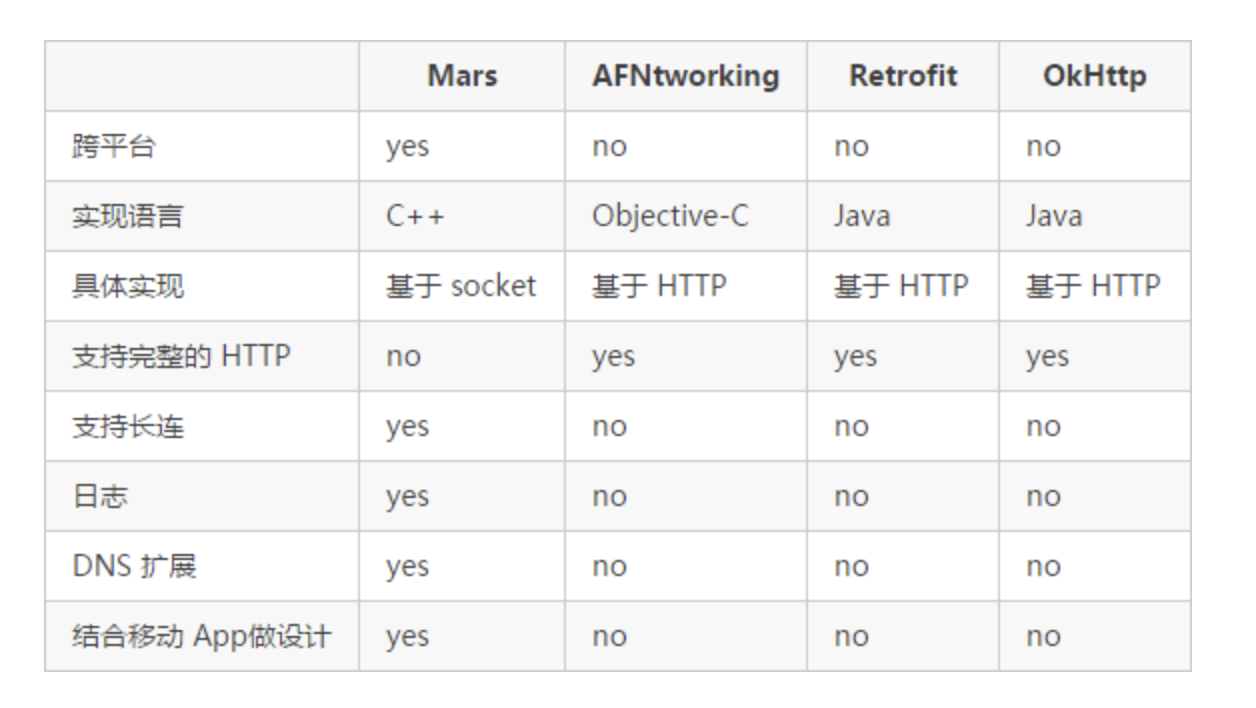 Mars AFNtworking Retrofit OkHttp
跨平台 yes no no no
实现语言 C++ Objective-C Java Java
具体实现 基于 socket 基于 HTTP 基于 HTTP 基于 HTTP
支持完整的 HTTP no yes yes yes
支持长连 yes no no no
日志 yes no no no
DNS 扩展 yes no no no
结合移动 App做设计 yes no no no